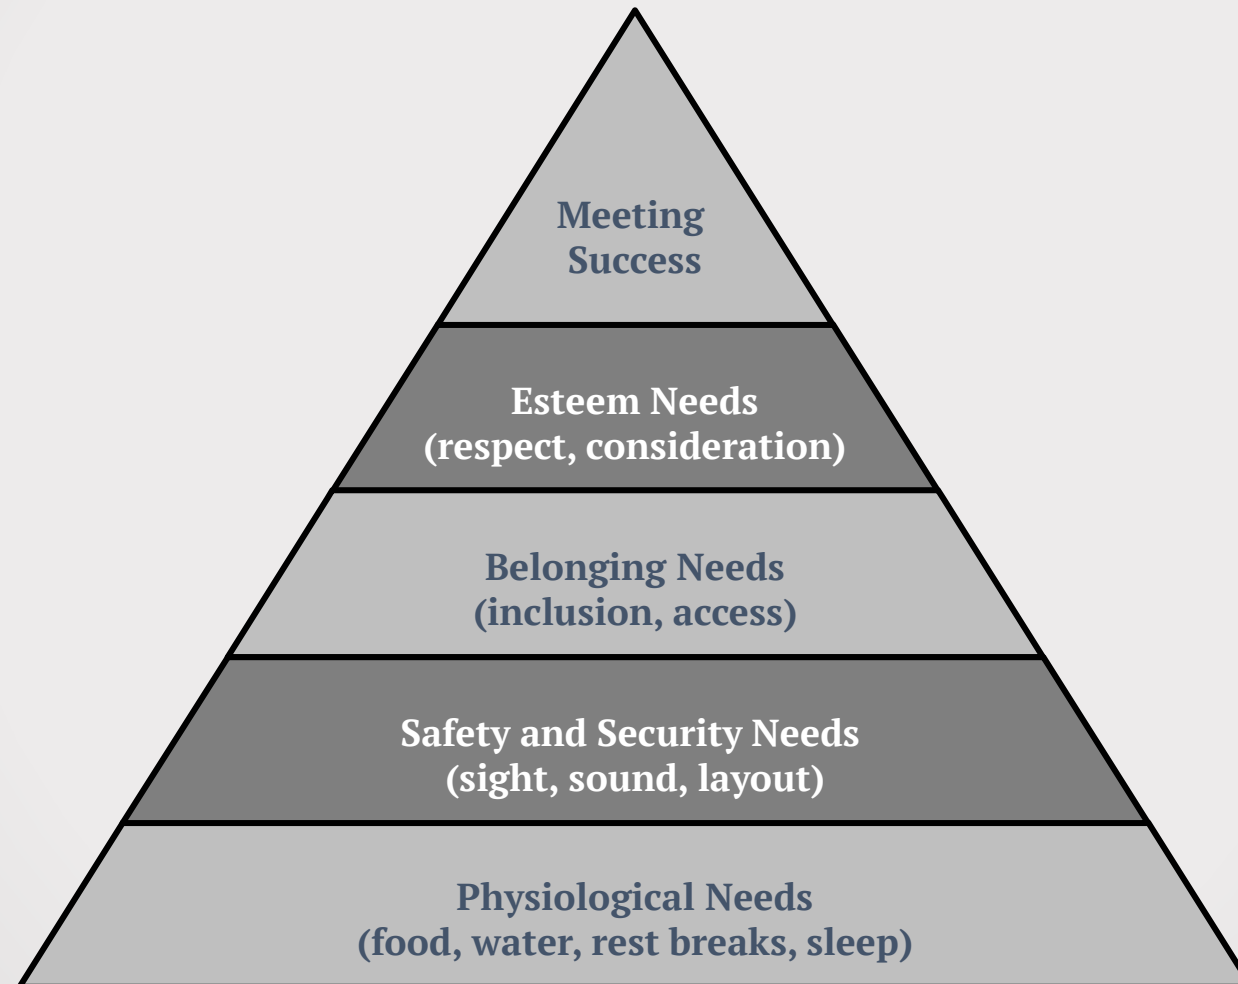 Meeting
Success
Esteem Needs
(respect, consideration)
Belonging Needs
(inclusion, access)
Safety and Security Needs
(sight, sound, layout)
Physiological Needs
(food, water, rest breaks, sleep)